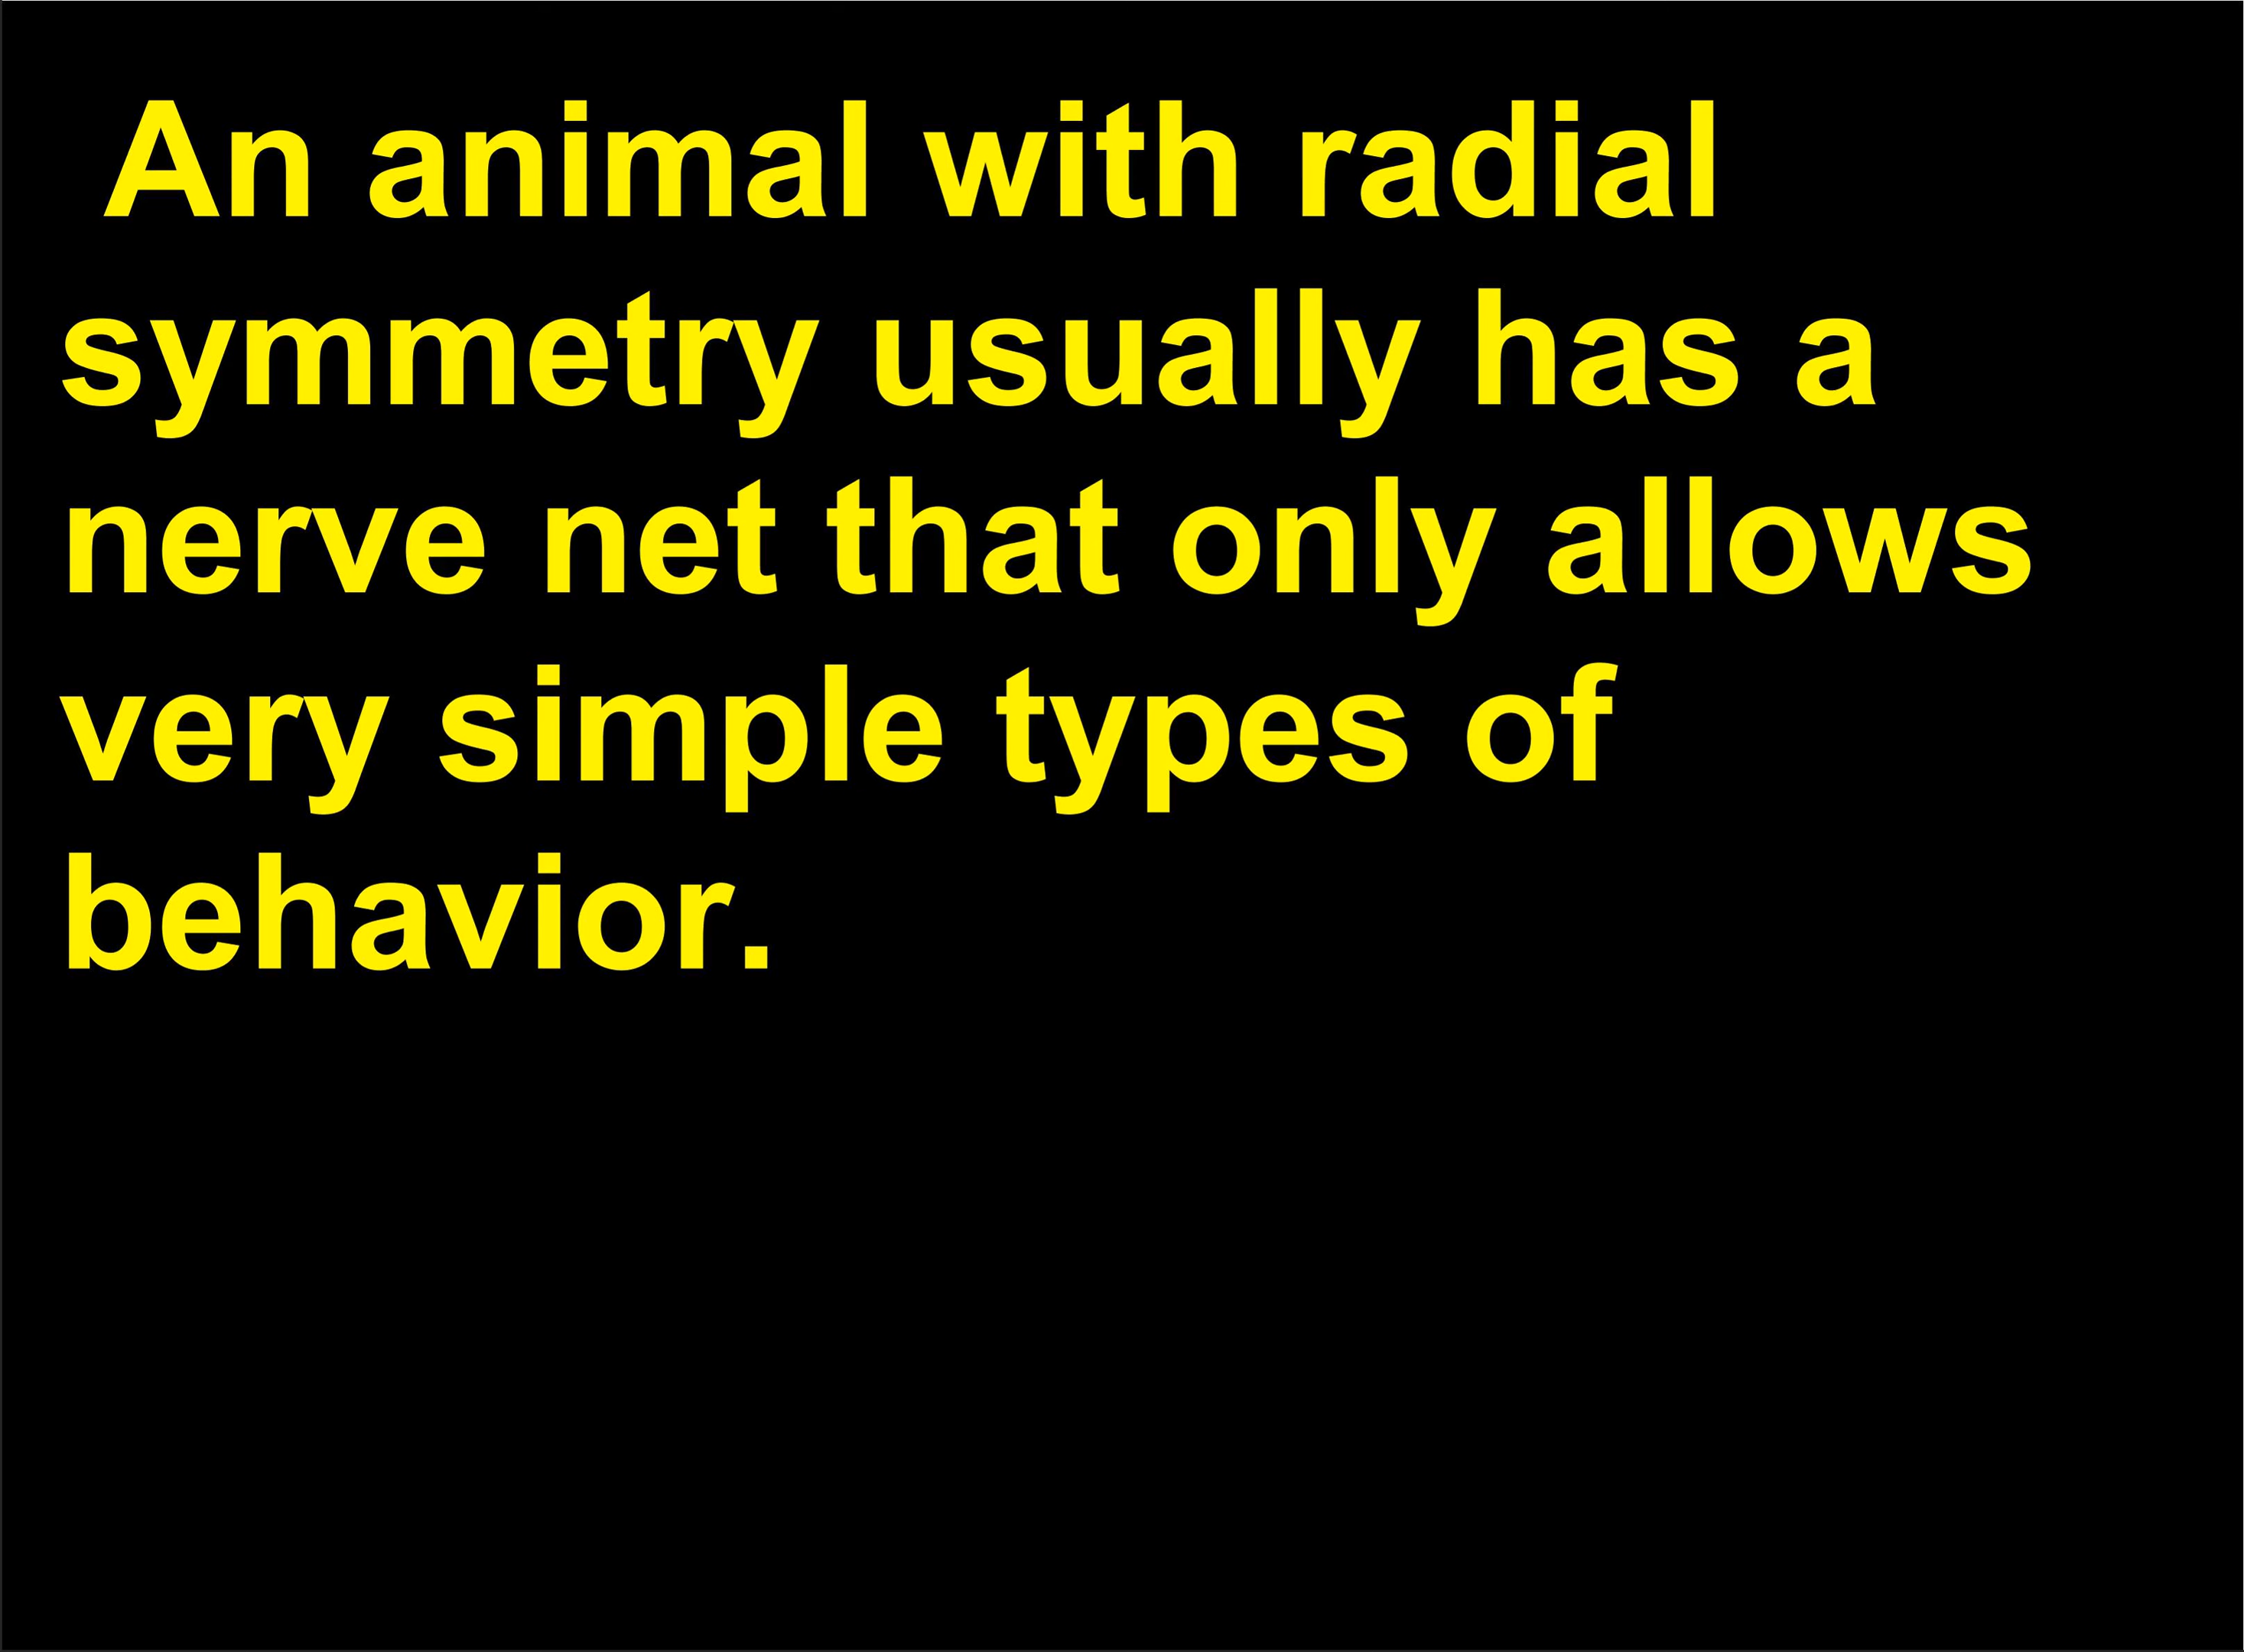 An animal with radial
symmetry usually has a
nerve net that only allows
very simple types of
behavior.